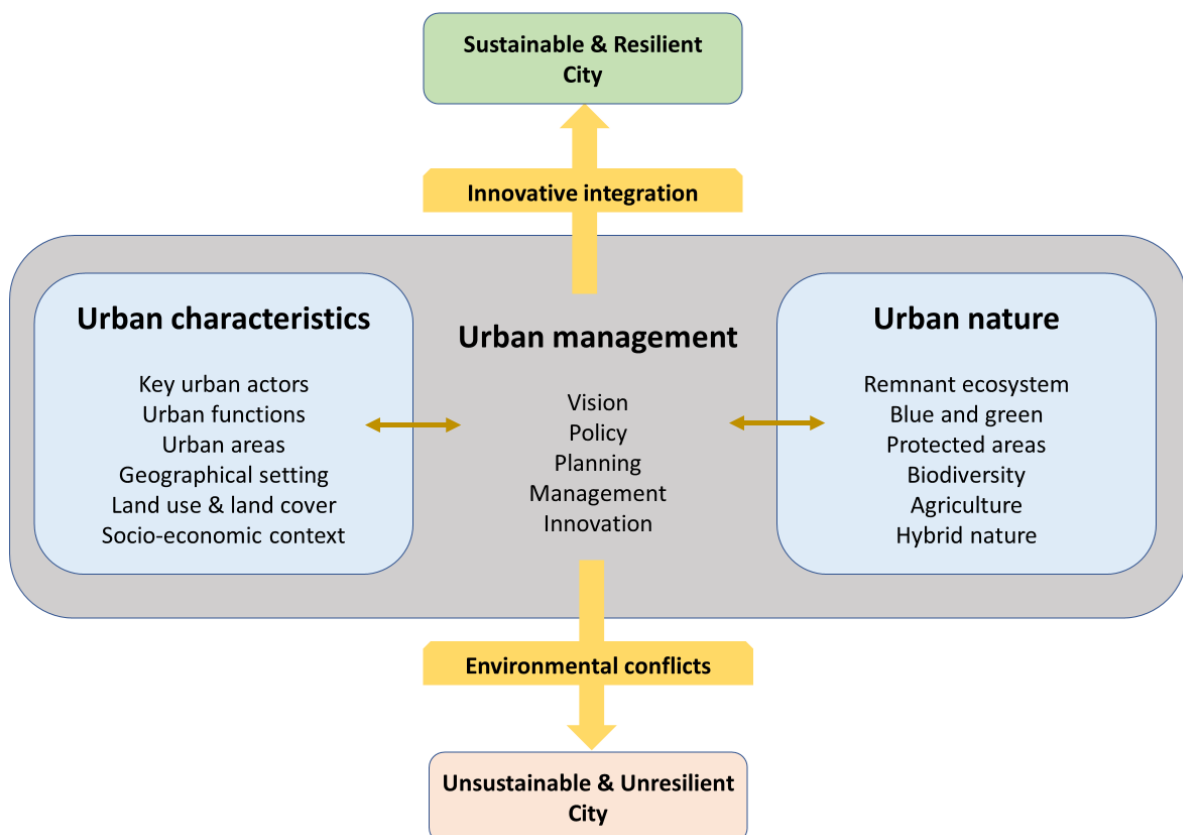 Sustainable & Resilient
City
Innovative integration
Urban characteristics
Key urban actors
Urban functions
Urban areas
Geographical setting
Land use & land cover
Socio-economic context
Urban management
Vision
Policy
Planning
Management
Innovation
Urban nature
Remnant ecosystem
Blue and green
Protected areas
Biodiversity
Agriculture
Hybrid nature
Environmental conflicts
Unsustainable & Unresilient
City